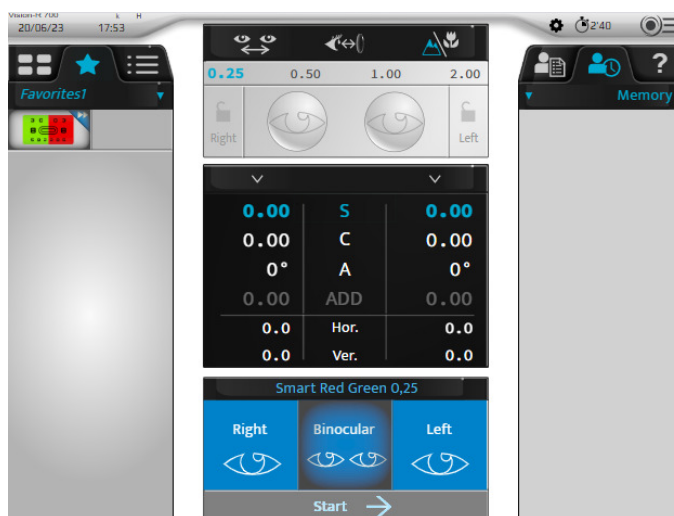 Vision-R 700
20/06/23 17:53
2'40
Favorites1
0.25 0.50 1.00 2.00
Right Left
Memory
0.00 S 0.00
0.00 C 0.00
0° A 0°
0.00 ADD 0.00
0.0 Hor. 0.0
0.0 Ver. 0.0
Smart Red Green 0,25
Right Binocular Left
Start